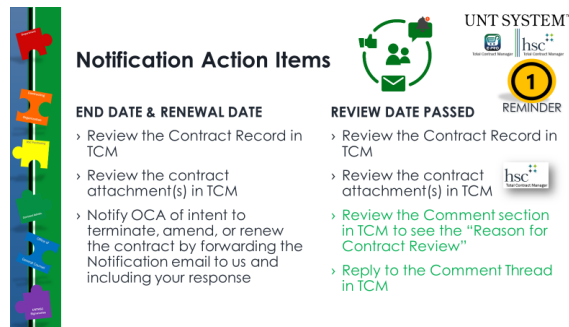 UNT SYSTEM
Total Contract Manager
hsc
Total Contract Manager
Notification Action Items
1
REMINDER
END DATE & RENEWAL DATE
› Review the Contract Record in
TCM
› Review the contract
attachment(s) in TCM
› Notify OCA of intent to
terminate, amend, or renew
the contract by forwarding the
Notification email to us and
including your response
REVIEW DATE PASSED
› Review the Contract Record in
TCM
› Review the contract
attachment(s) in TCM
hsc
Total Contract Manager
› Review the Comment section
in TCM to see the “Reason for
Contract Review”
› Reply to the Comment Thread
in TCM